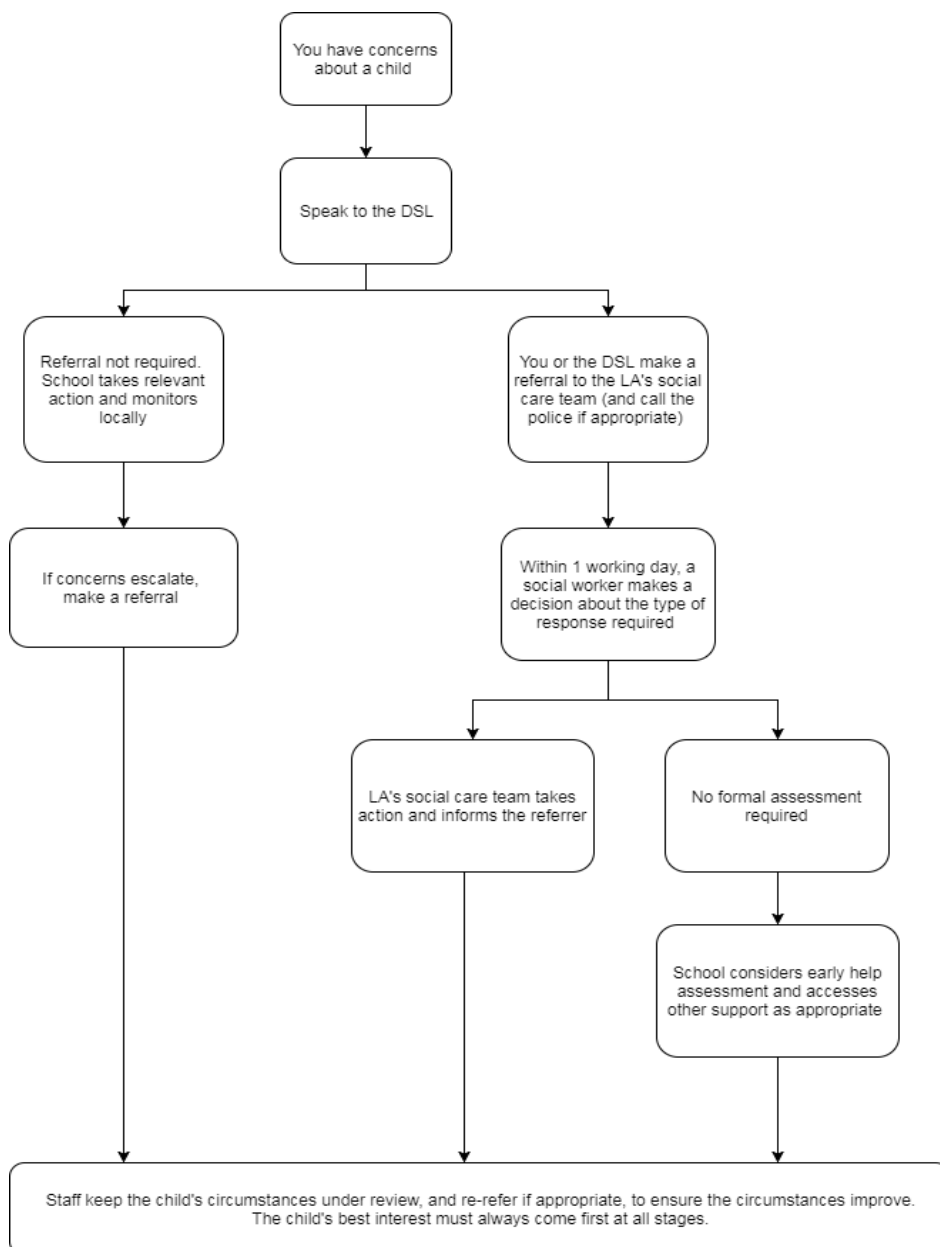 You have concerns
about a child
Speak to the DSL
Referral not required.
School takes relevant
action and monitors
locally
You or the DSL make a
referral to the LA's social
care team (and call the
police if appropriate)
If concerns escalate,
make a referral
Within 1 working day, a
social worker makes a
decision about the type of
response required
LA's social care team takes
action and informs the referrer
No formal assessment
required
School considers early help
assessment and accesses
other support as appropriate
Staff keep the child's circumstances under review, and re-refer if appropriate, to ensure the circumstances improve.
The child's best interest must always come first at all stages.